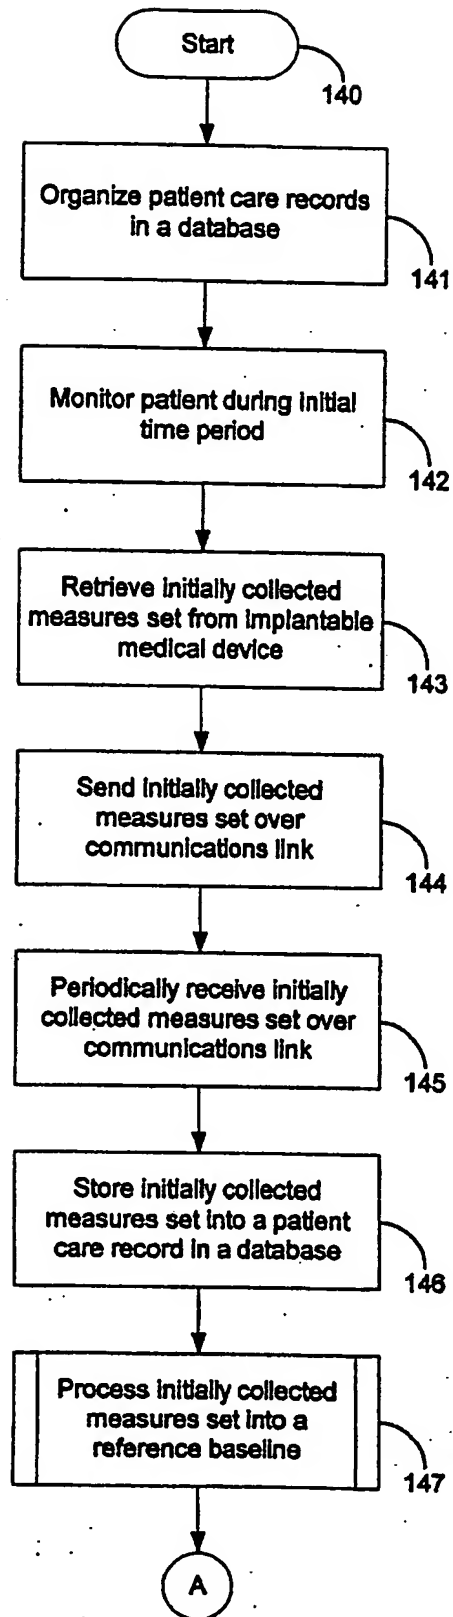 Start
140
Organize patient care records
in a database
141
Monitor patient during initial
time period
142
Retrieve initially collected
measures set from implantable
medical device
143
Send initially collected
measures set over
communications link
144
Periodically receive initially
collected measures set over
communications link
145
Store initially collected
measures set into a patient
care record in a database
146
Process initially collected
measures set into a
reference baseline
147
A